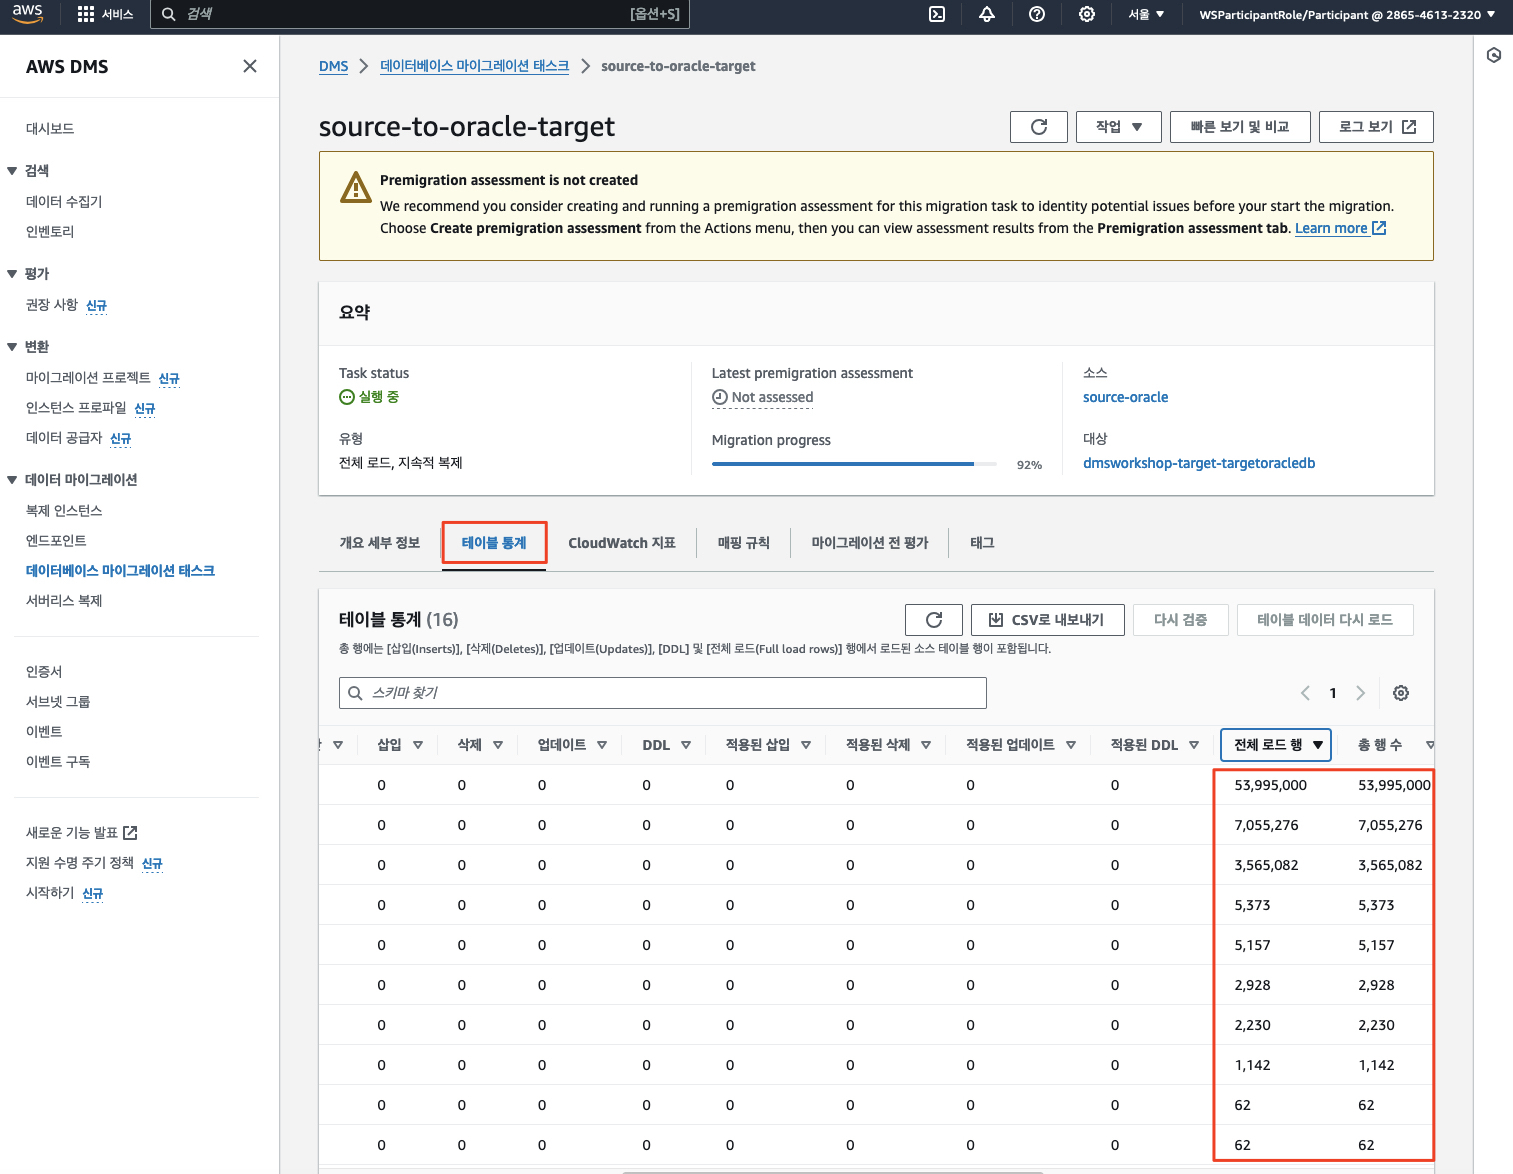 aws
서비스
검색
[옵션+S]
서울 ▼
WSParticipantRole/Participant @ 2865-4613-2320 ▼
AWS DMS
대시보드
▼ 검색
데이터 수집기
인벤토리
▼ 평가
권장 사항 신규
▼ 변환
마이그레이션 프로젝트 신규
인스턴스 프로파일 신규
데이터 공급자 신규
▼ 데이터 마이그레이션
복제 인스턴스
엔드포인트
데이터베이스 마이그레이션 태스크
서버리스 복제
인증서
서브넷 그룹
이벤트
이벤트 구독
새로운 기능 발표
지원 수명 주기 정책 신규
시작하기 신규
DMS > 데이터베이스 마이그레이션 태스크 > source-to-oracle-target
source-to-oracle-target
작업 ▼
빠른 보기 및 비교
로그 보기
Premigration assessment is not created
We recommend you consider creating and running a premigration assessment for this migration task to identify potential issues before your start the migration.
Choose Create premigration assessment from the Actions menu, then you can view assessment results from the Premigration assessment tab. Learn more
요약
Task status
실행 중
유형
전체 로드, 지속적 복제
Latest premigration assessment
Not assessed
Migration progress
92%
소스
source-oracle
대상
dmsworkshop-target-targetoracledb
개요 세부 정보
테이블 통계
CloudWatch 지표
매핑 규칙
마이그레이션 전 평가
태그
테이블 통계 (16)
CSV로 내보내기
다시 검증
테이블 데이터 다시 로드
총 행에는 [삽입(Inserts)], [삭제(Deletes)], [업데이트(Updates)], [DDL] 및 [전체 로드(Full load rows)] 행에서 로드된 소스 테이블 행이 포함됩니다.
스키마 찾기
1
삽입 삭제 업데이트 DDL 적용된 삽입 적용된 삭제 적용된 업데이트 적용된 DDL 전체 로드 행 총 행 수
0 0 0 0 0 0 0 0 53,995,000 53,995,000
0 0 0 0 0 0 0 0 7,055,276 7,055,276
0 0 0 0 0 0 0 0 3,565,082 3,565,082
0 0 0 0 0 0 0 0 5,373 5,373
0 0 0 0 0 0 0 0 5,157 5,157
0 0 0 0 0 0 0 0 2,928 2,928
0 0 0 0 0 0 0 0 2,230 2,230
0 0 0 0 0 0 0 0 1,142 1,142
0 0 0 0 0 0 0 0 62 62
0 0 0 0 0 0 0 0 62 62